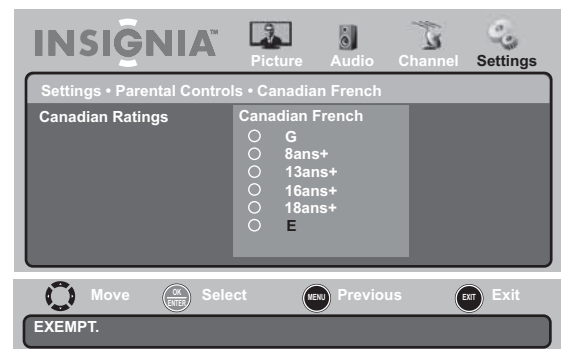 INSIGNIA™
Picture Audio Channel Settings
Settings • Parental Controls • Canadian French
Canadian Ratings
Canadian French
G
8ans+
13ans+
16ans+
18ans+
E
Move
OK
ENTER
Select
MENU
Previous
EXIT
Exit
EXEMPT.